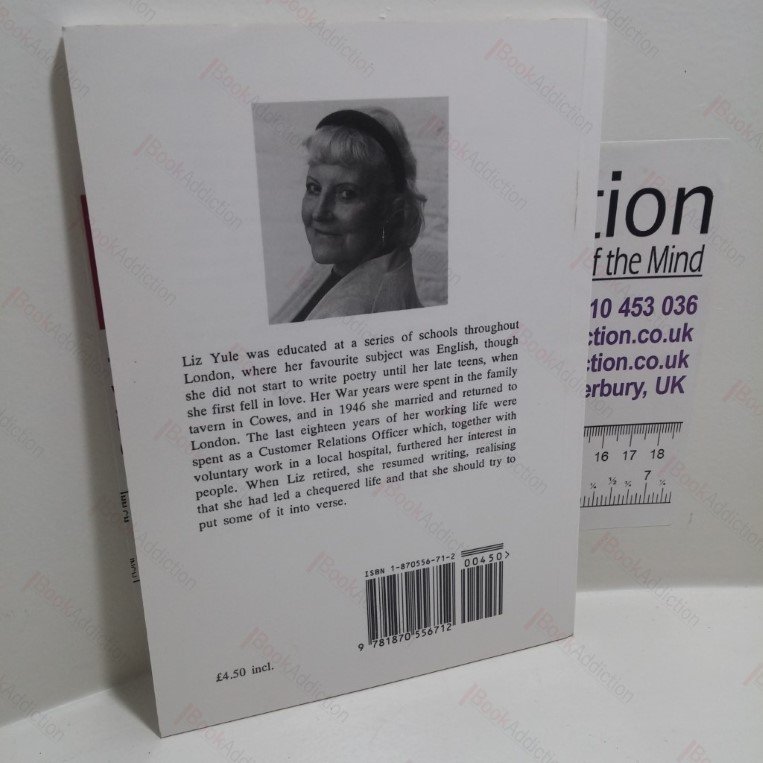 Liz Yule was educated at a series of schools throughout
London, where her favourite subject was English, though
she did not start to write poetry until her late teens, when
she first fell in love. Her War years were spent in the family
tavern in Cowes, and in 1946 she married and returned to
London. The last eighteen years of her working life were
spent as a Customer Relations Officer which, together with
voluntary work in a local hospital, furthered her interest in
people. When Liz retired, she resumed writing, realising
that she had led a chequered life and that she should try to
put some of it into verse.
ISBN 1-870556-71-2
00450>
9 781870 556712
£4.50 incl.
tion
f the Mind
10 453 036
ction.co.uk
ction.co.uk
erbury, UK
16 17 18
7
BookAddiction